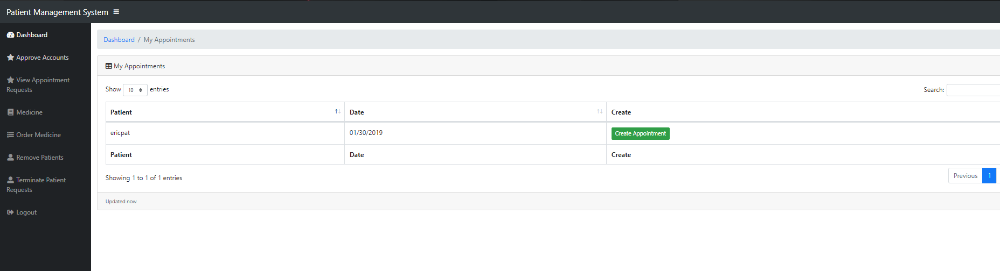 Patient Management System
Dashboard
Approve Accounts
View Appointment
Requests
Medicine
Order Medicine
Remove Patients
Terminate Patient
Requests
Logout
Dashboard / My Appointments
My Appointments
Show 10 entries
Search:
Patient Date Create
ericpat 01/30/2019 Create Appointment
Patient Date Create
Showing 1 to 1 of 1 entries
Previous 1
Updated now